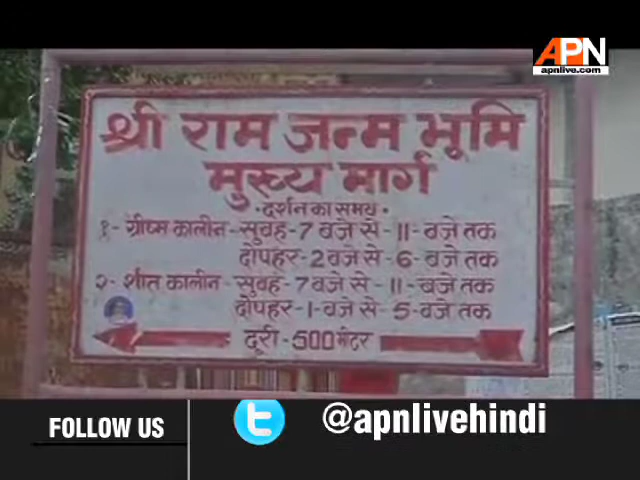 APN
apnlive.com
श्री राम जन्म भूमि
मुख्य मार्ग
·दर्शन का समय·
१- ग्रीष्म कालीन-सुबह-7 बजे से-11-बजे तक
दोपहर-2 बजे से-6-बजे तक
२- शीत कालीन-सुबह-7 बजे से-11-बजे तक
दोपहर-1-बजे से-5-बजे तक
दूरी-500 मीटर
FOLLOW US
@apnlivehindi